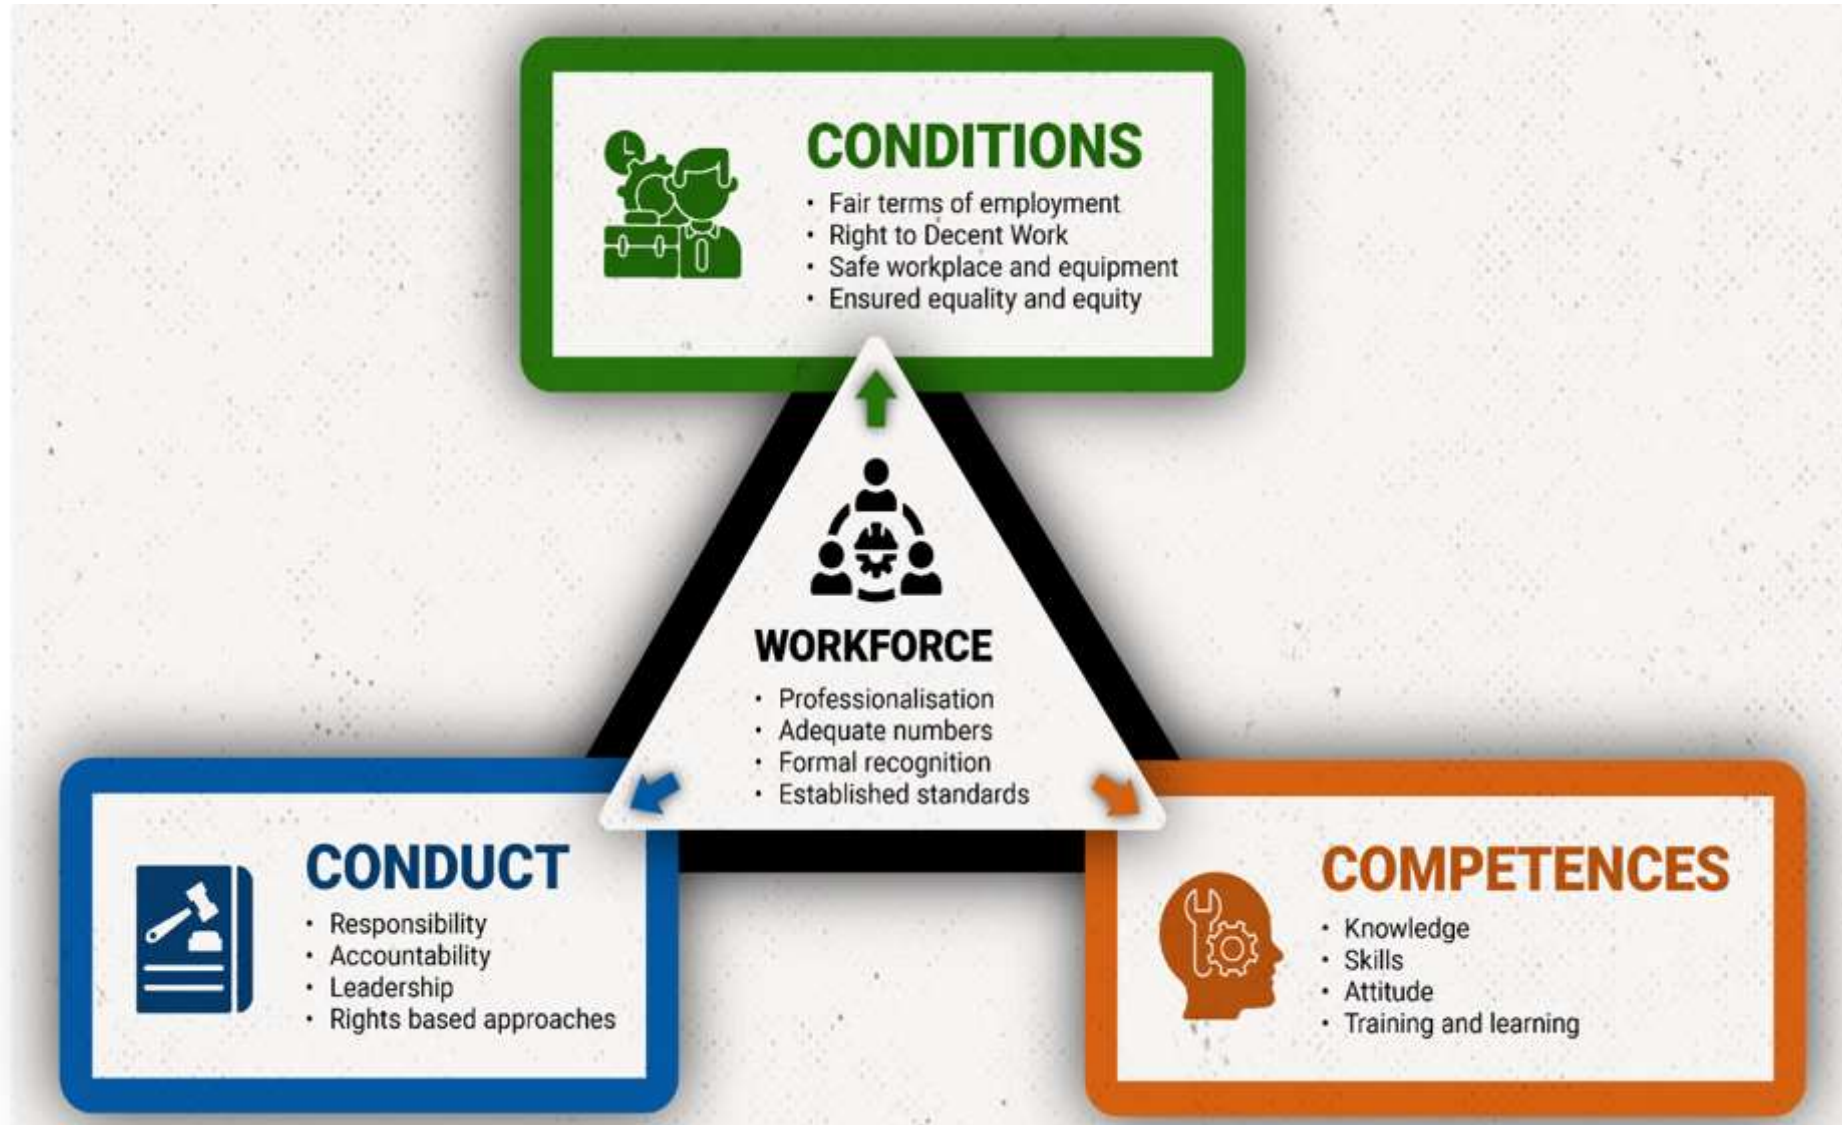 CONDITIONS
• Fair terms of employment
• Right to Decent Work
• Safe workplace and equipment
• Ensured equality and equity
WORKFORCE
• Professionalisation
• Adequate numbers
• Formal recognition
• Established standards
CONDUCT
• Responsibility
• Accountability
• Leadership
• Rights based approaches
COMPETENCES
• Knowledge
• Skills
• Attitude
• Training and learning